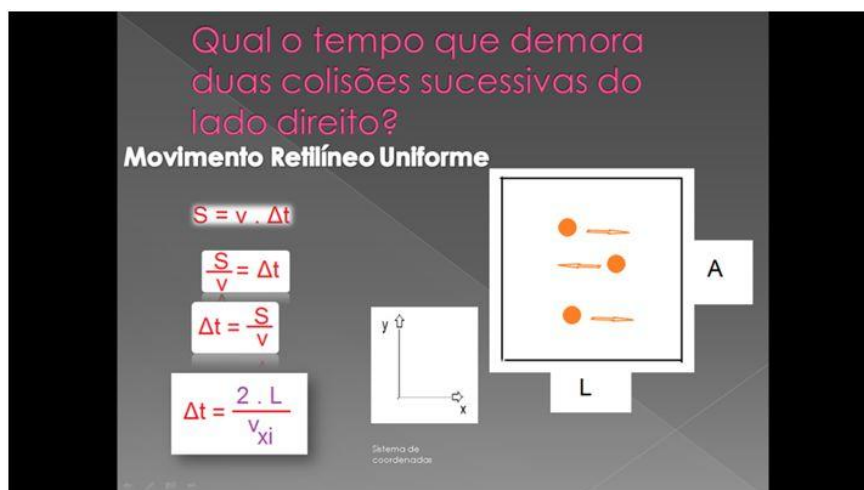 Qual o tempo que demora
duas colisões sucessivas do
lado direito?
Movimento Retilíneo Uniforme
S = v . Δt
S/v = Δt
Δt = S/v
Δt = 2 . L/vxi
y
x
Sistema de
coordenadas
A
L